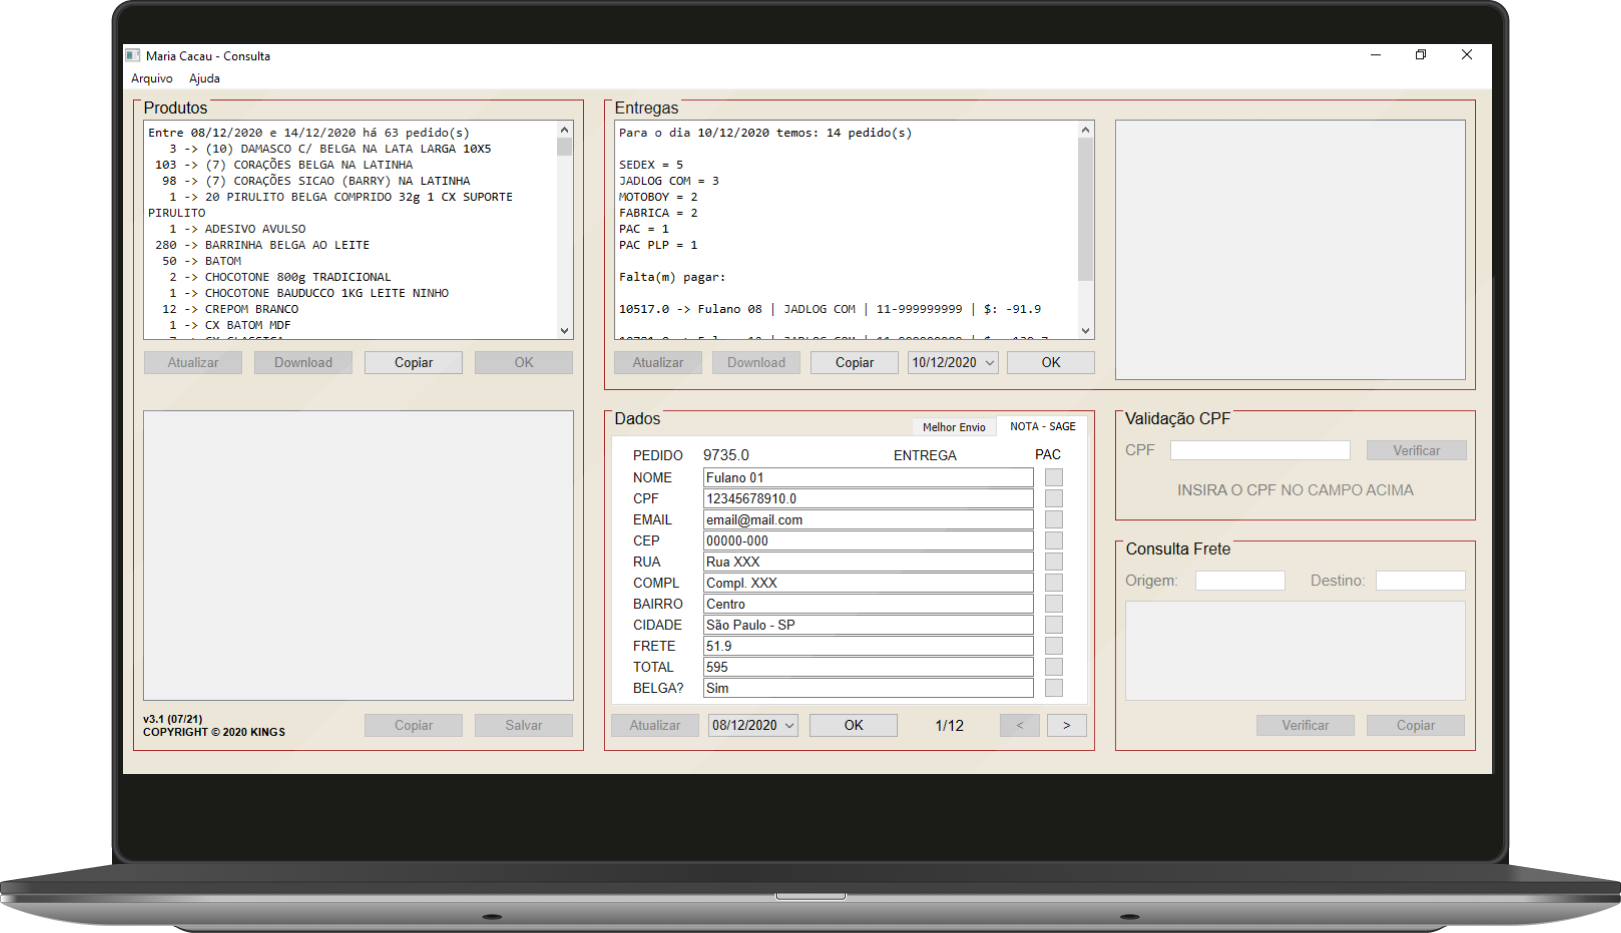 Maria Cacau - Consulta
Arquivo Ajuda
Produtos
Entre 08/12/2020 e 14/12/2020 há 63 pedido(s)
3 -> (10) DAMASCO C/ BELGA NA LATA LARGA 10X5
103 -> (7) CORAÇÕES BELGA NA LATINHA
98 -> (7) CORAÇÕES SICAO (BARRY) NA LATINHA
1 -> 20 PIRULITO BELGA COMPRIDO 32g 1 CX SUPORTE
PIRULITO
1 -> ADESIVO AVULSO
280 -> BARRINHA BELGA AO LEITE
50 -> BATOM
2 -> CHOCOTONE 800g TRADICIONAL
1 -> CHOCOTONE BAUDUCCO 1KG LEITE NINHO
12 -> CREPOM BRANCO
1 -> CX BATOM MDF
Atualizar Download Copiar OK
Entregas
Para o dia 10/12/2020 temos: 14 pedido(s)
SEDEX = 5
JADLOG COM = 3
MOTOBOY = 2
FABRICA = 2
PAC = 1
PAC PLP = 1
Falta(m) pagar:
10517.0 -> Fulano 08 | JADLOG COM | 11-999999999 | $: -91.9
Atualizar Download Copiar 10/12/2020 OK
Dados
Melhor Envio NOTA - SAGE
PEDIDO 9735.0 ENTREGA PAC
NOME Fulano 01
CPF 12345678910.0
EMAIL email@mail.com
CEP 00000-000
RUA Rua XXX
COMPL Compl. XXX
BAIRRO Centro
CIDADE São Paulo - SP
FRETE 51.9
TOTAL 595
BELGA? Sim
Atualizar 08/12/2020 OK 1/12 < >
Validação CPF
CPF Verificar
INSIRA O CPF NO CAMPO ACIMA
Consulta Frete
Origem: Destino:
Verificar Copiar
v3.1 (07/21)
COPYRIGHT © 2020 KINGS
Copiar Salvar